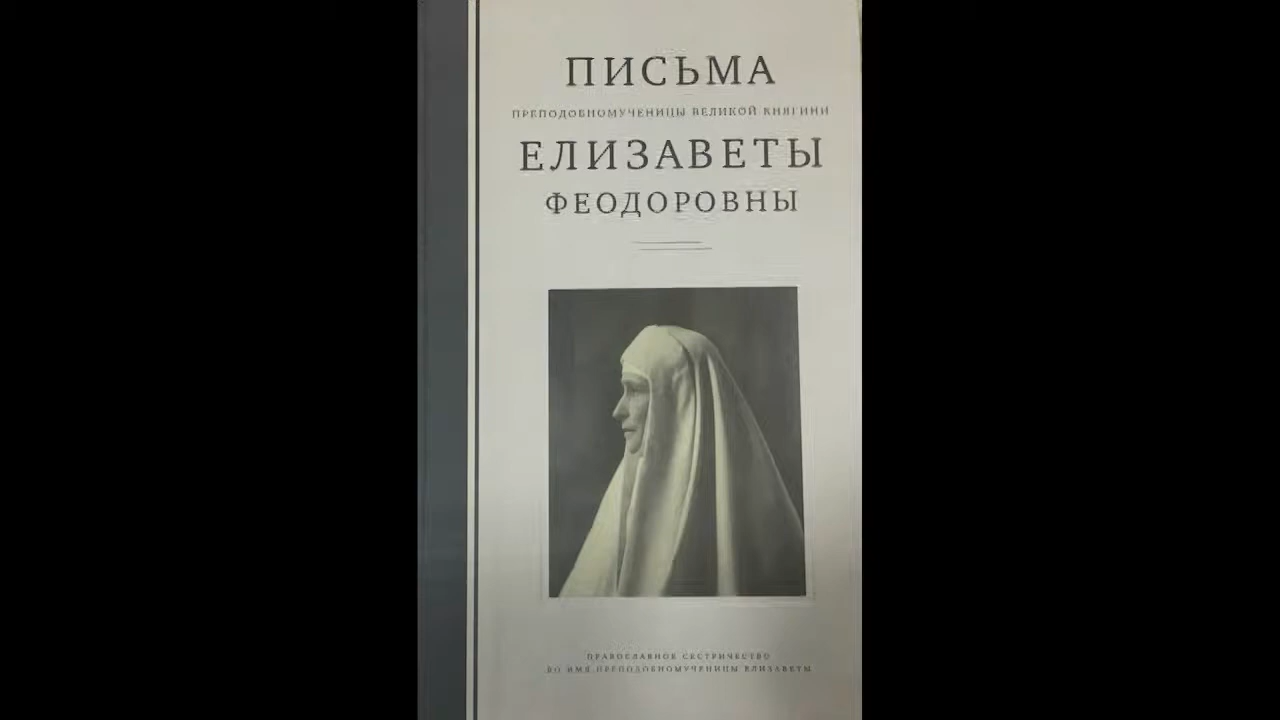 ПИСЬМА
ПРЕПОДОБНОМУЧЕНИЦЫ ВЕЛИКОЙ КНЯГИНИ
ЕЛИЗАВЕТЫ
ФЕОДОРОВНЫ
ПРАВОСЛАВНОЕ СЕСТРИЧЕСТВО
ВО ИМЯ ПРЕПОДОБНОМУЧЕНИЦЫ ЕЛИЗАВЕТЫ